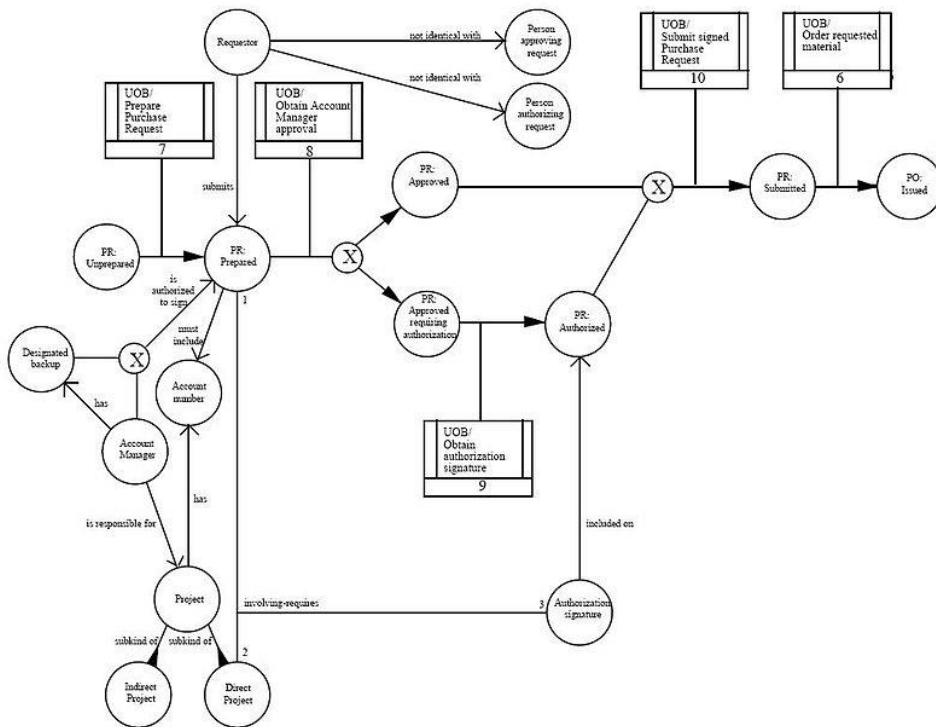 Requestor
not identical with
Person
approving
request
not identical with
Person
authorizing
request
UOB/
Submit signed
Purchase
Request
10
UOB/
Order requested
material
6
UOB/
Prepare
Purchase
Request
7
UOB/
Obtain Account
Manager
approval
8
submits
PR:
Approved
X
PR:
Submitted
PO:
Issued
PR:
Unprepared
PR:
Prepared
X
is
authorized
to sign
1
PR:
Approved
requiring
authorization
PR:
Authorized
must
include
Designated
backup
X
Account
number
has
Account
Manager
UOB/
Obtain
authorization
signature
9
has
is responsible for
included on
Project
involving-requires
3
Authorization
signature
subkind of
subkind of
2
Indirect
Project
Direct
Project